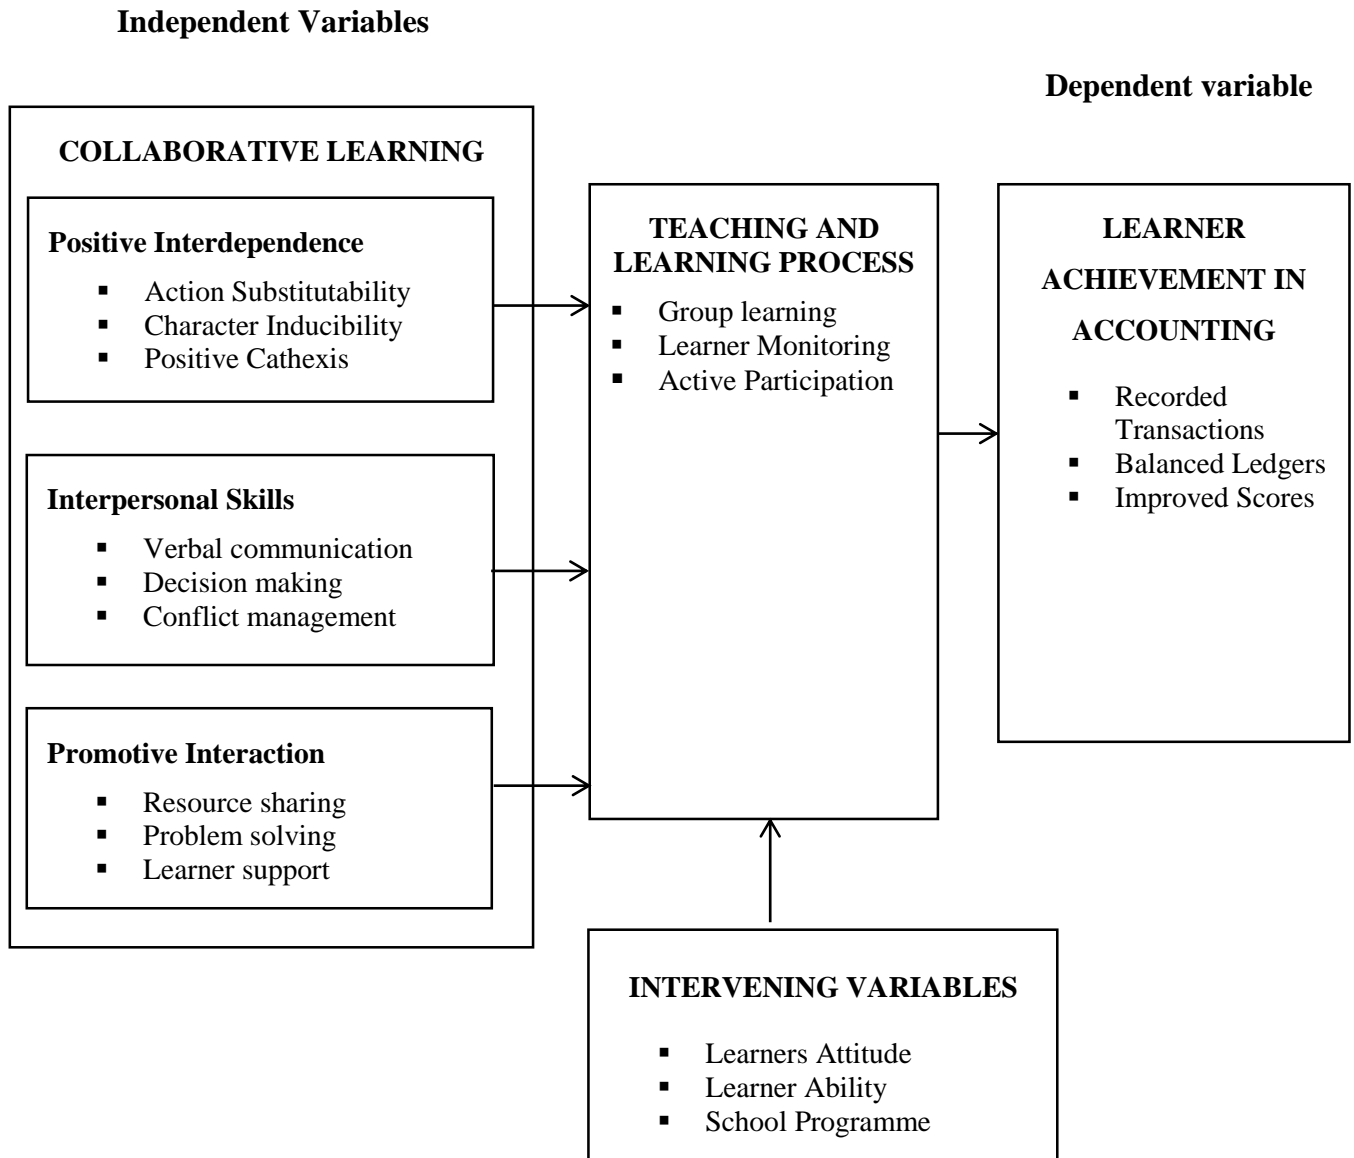 Independent Variables
Dependent variable
COLLABORATIVE LEARNING
Positive Interdependence
▪ Action Substitutability
▪ Character Inducibility
▪ Positive Cathexis
Interpersonal Skills
▪ Verbal communication
▪ Decision making
▪ Conflict management
Promotive Interaction
▪ Resource sharing
▪ Problem solving
▪ Learner support
TEACHING AND
LEARNING PROCESS
▪ Group learning
▪ Learner Monitoring
▪ Active Participation
LEARNER
ACHIEVEMENT IN
ACCOUNTING
▪ Recorded
Transactions
▪ Balanced Ledgers
▪ Improved Scores
INTERVENING VARIABLES
▪ Learners Attitude
▪ Learner Ability
▪ School Programme